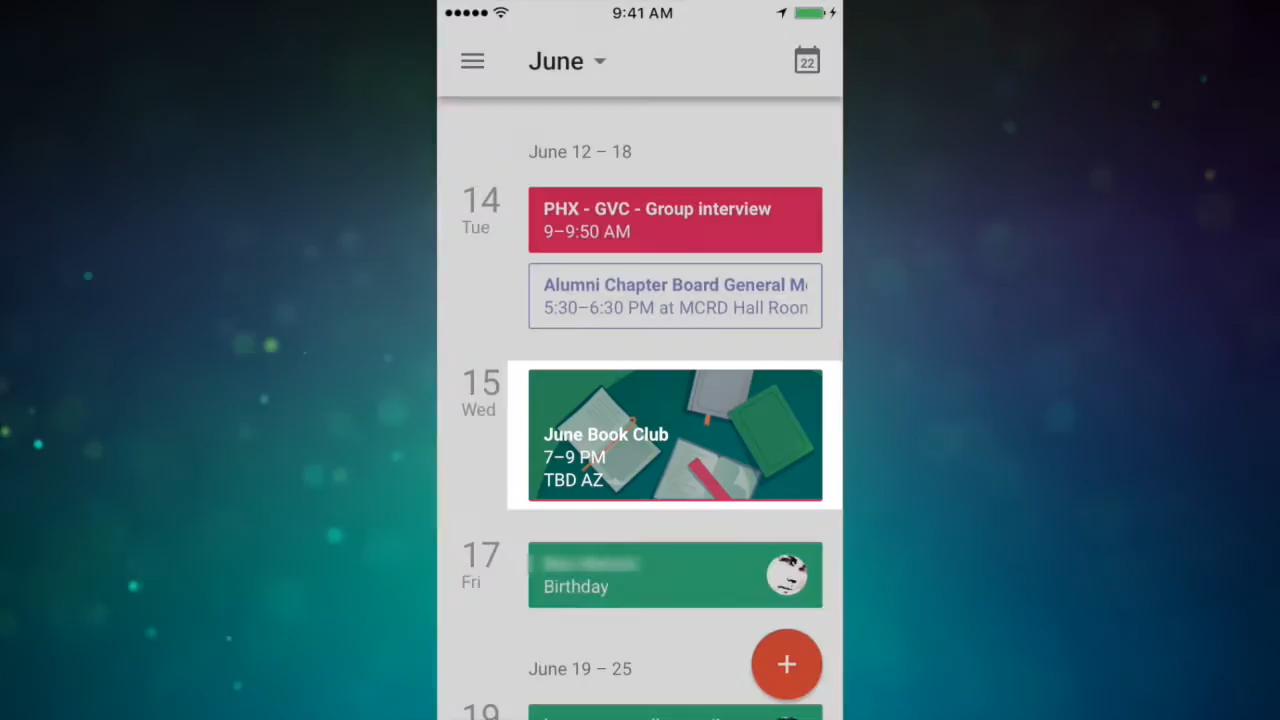 9:41 AM
June
22
June 12 – 18
14
Tue
PHX - GVC - Group interview
9–9:50 AM
Alumni Chapter Board General M
5:30–6:30 PM at MCRD Hall Roon
15
Wed
June Book Club
7–9 PM
TBD AZ
17
Fri
Birthday
June 19 – 25
19